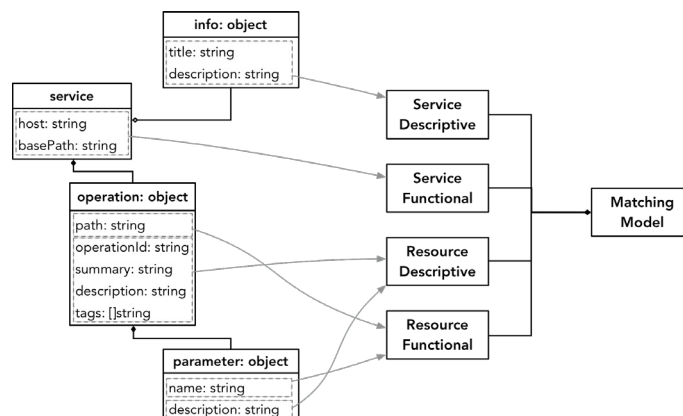 info: object
title: string
description: string
service
host: string
basePath: string
operation: object
path: string
operationId: string
summary: string
description: string
tags: []string
parameter: object
name: string
description: string
Service
Descriptive
Service
Functional
Resource
Descriptive
Resource
Functional
Matching
Model